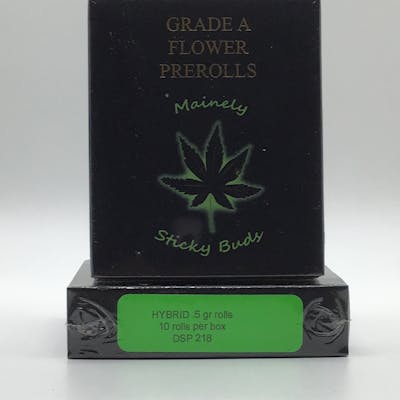 GRADE A
FLOWER
PREROLLS
Mainely
Sticky Buds
HYBRID .5 gr rolls
10 rolls per box
DSP 218